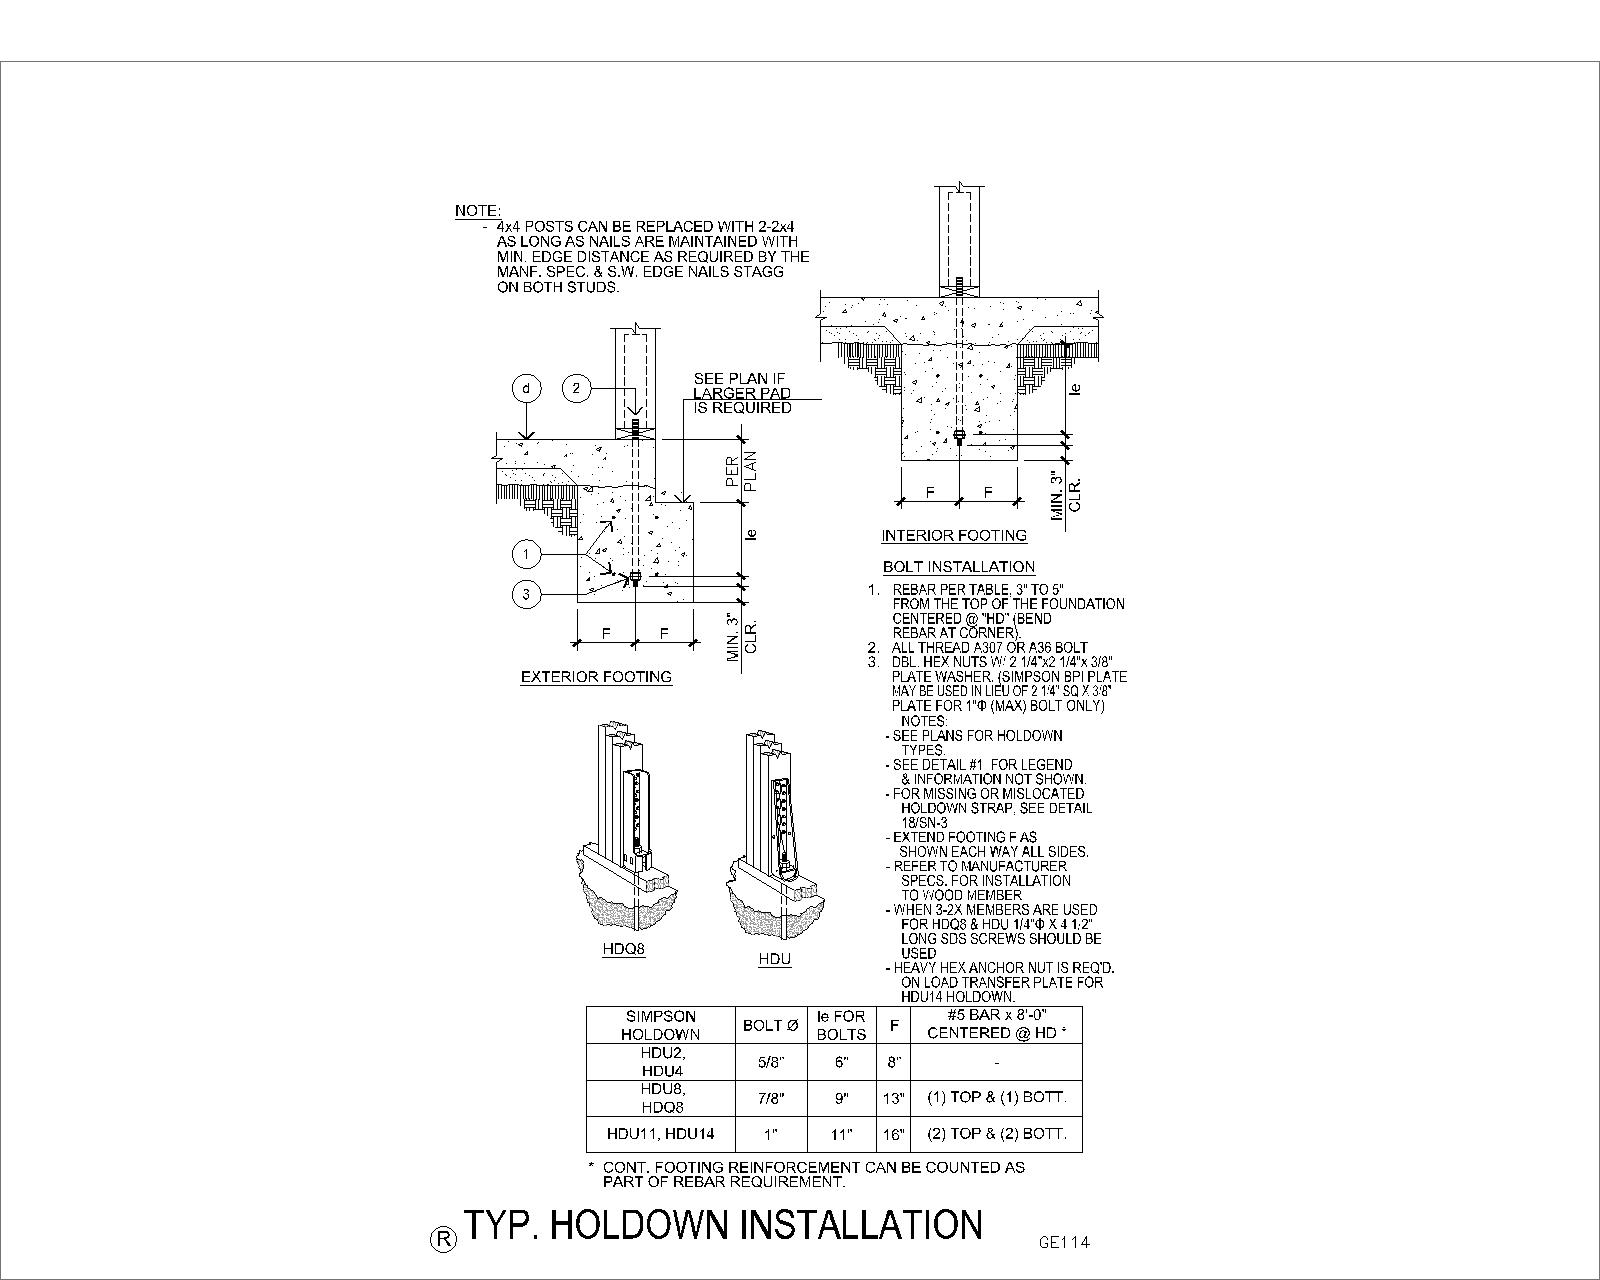 NOTE:
- 4x4 POSTS CAN BE REPLACED WITH 2-2x4
AS LONG AS NAILS ARE MAINTAINED WITH
MIN. EDGE DISTANCE AS REQUIRED BY THE
MANF. SPEC. & S.W. EDGE NAILS STAGG
ON BOTH STUDS.
d
2
SEE PLAN IF
LARGER PAD
IS REQUIRED
PER
PLAN
le
1
3
F F
MIN. 3"
CLR.
EXTERIOR FOOTING
le
F F
MIN. 3"
CLR.
INTERIOR FOOTING
BOLT INSTALLATION
1. REBAR PER TABLE, 3" TO 5"
FROM THE TOP OF THE FOUNDATION
CENTERED @ "HD" (BEND
REBAR AT CORNER).
2. ALL THREAD A307 OR A36 BOLT
3. DBL. HEX NUTS W/ 2 1/4"x2 1/4"x 3/8"
PLATE WASHER. (SIMPSON BPI PLATE
MAY BE USED IN LIEU OF 2 1/4" SQ X 3/8"
PLATE FOR 1"Φ (MAX) BOLT ONLY)
NOTES:
- SEE PLANS FOR HOLDOWN
TYPES.
- SEE DETAIL #1 FOR LEGEND
& INFORMATION NOT SHOWN.
- FOR MISSING OR MISLOCATED
HOLDOWN STRAP, SEE DETAIL
18/SN-3
- EXTEND FOOTING F AS
SHOWN EACH WAY ALL SIDES.
- REFER TO MANUFACTURER
SPECS. FOR INSTALLATION
TO WOOD MEMBER
- WHEN 3-2X MEMBERS ARE USED
FOR HDQ8 & HDU 1/4"Φ X 4 1/2"
LONG SDS SCREWS SHOULD BE
USED
- HEAVY HEX ANCHOR NUT IS REQ'D.
ON LOAD TRANSFER PLATE FOR
HDU14 HOLDOWN.
HDQ8
HDU
SIMPSON
HOLDOWN
BOLT Ø
le FOR
BOLTS
F
#5 BAR x 8'-0"
CENTERED @ HD *
HDU2,
HDU4
5/8" 6" 8" -
HDU8,
HDQ8
7/8" 9" 13" (1) TOP & (1) BOTT.
HDU11, HDU14 1" 11" 16" (2) TOP & (2) BOTT.
* CONT. FOOTING REINFORCEMENT CAN BE COUNTED AS
PART OF REBAR REQUIREMENT.
R TYP. HOLDOWN INSTALLATION
GE114